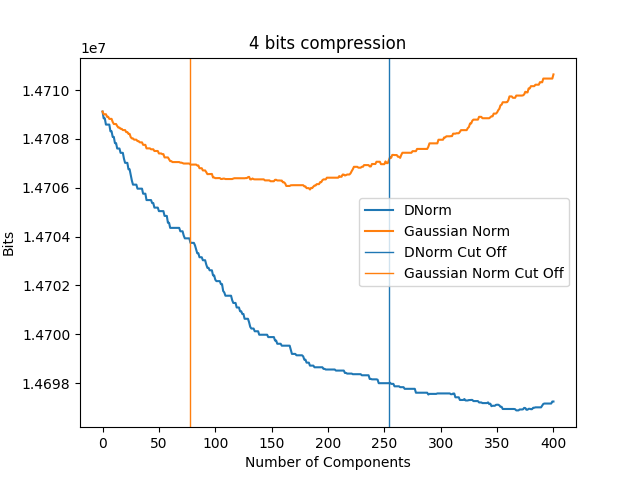 4 bits compression
1e7
1.4710
1.4708
1.4706
1.4704
1.4702
1.4700
1.4698
Bits
DNorm
Gaussian Norm
DNorm Cut Off
Gaussian Norm Cut Off
0 50 100 150 200 250 300 350 400
Number of Components